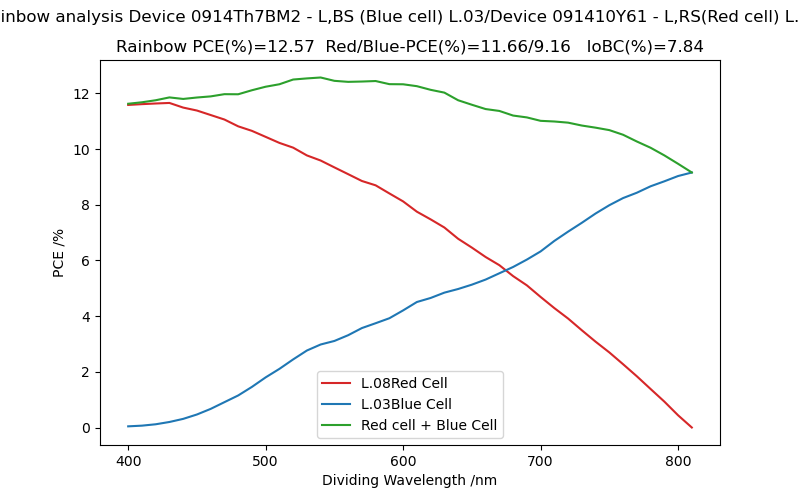 inbow analysis Device 0914Th7BM2 - L,BS (Blue cell) L.03/Device 091410Y61 - L,RS(Red cell) L.
Rainbow PCE(%)=12.57 Red/Blue-PCE(%)=11.66/9.16 IoBC(%)=7.84
12
10
8
6
4
2
0
PCE /%
L.08Red Cell
L.03Blue Cell
Red cell + Blue Cell
400 500 600 700 800
Dividing Wavelength /nm